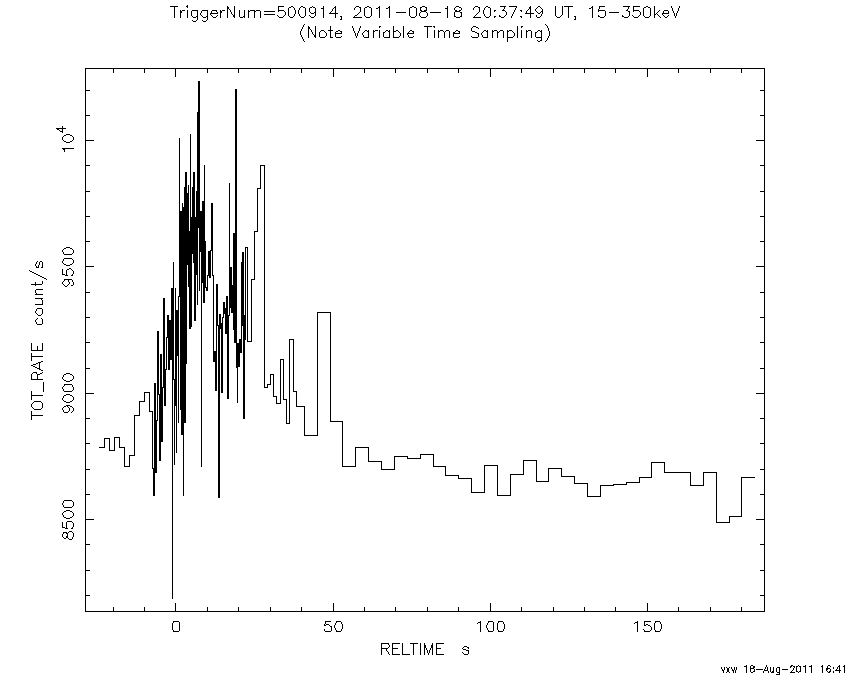 TriggerNum=500914, 2011-08-18 20:37:49 UT, 15-350keV
(Note Variable Time Sampling)
10⁴
9500
9000
8500
TOT_RATE count/s
0 50 100 150
RELTIME s
vxw 18-Aug-2011 16:41